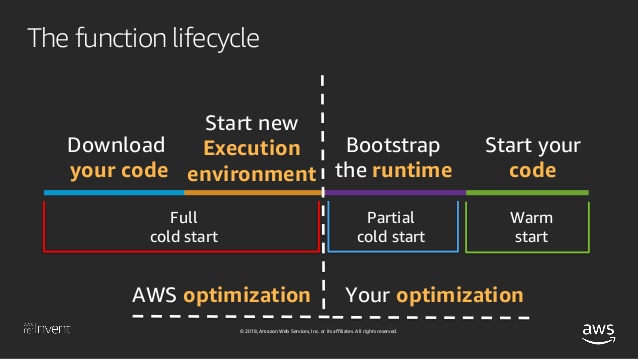 The function lifecycle
Download
your code
Start new
Execution
environment
Bootstrap
the runtime
Start your
code
Full
cold start
Partial
cold start
Warm
start
AWS optimization
Your optimization
AWS
re:Invent
© 2018, Amazon Web Services, Inc. or its affiliates. All rights reserved.
aws